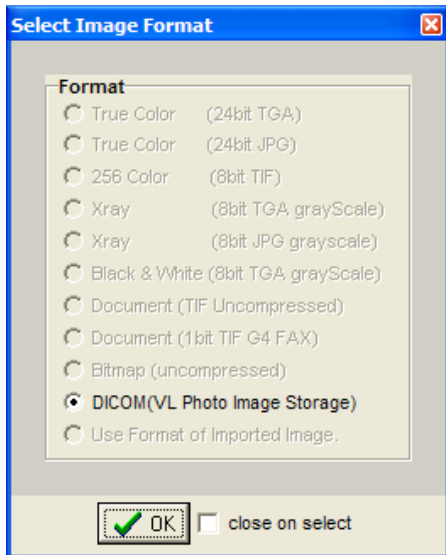 Select Image Format
Format
True Color (24bit TGA)
True Color (24bit JPG)
256 Color (8bit TIF)
Xray (8bit TGA grayScale)
Xray (8bit JPG grayscale)
Black & White (8bit TGA grayScale)
Document (TIF Uncompressed)
Document (1bit TIF G4 FAX)
Bitmap (uncompressed)
DICOM(VL Photo Image Storage)
Use Format of Imported Image.
OK close on select